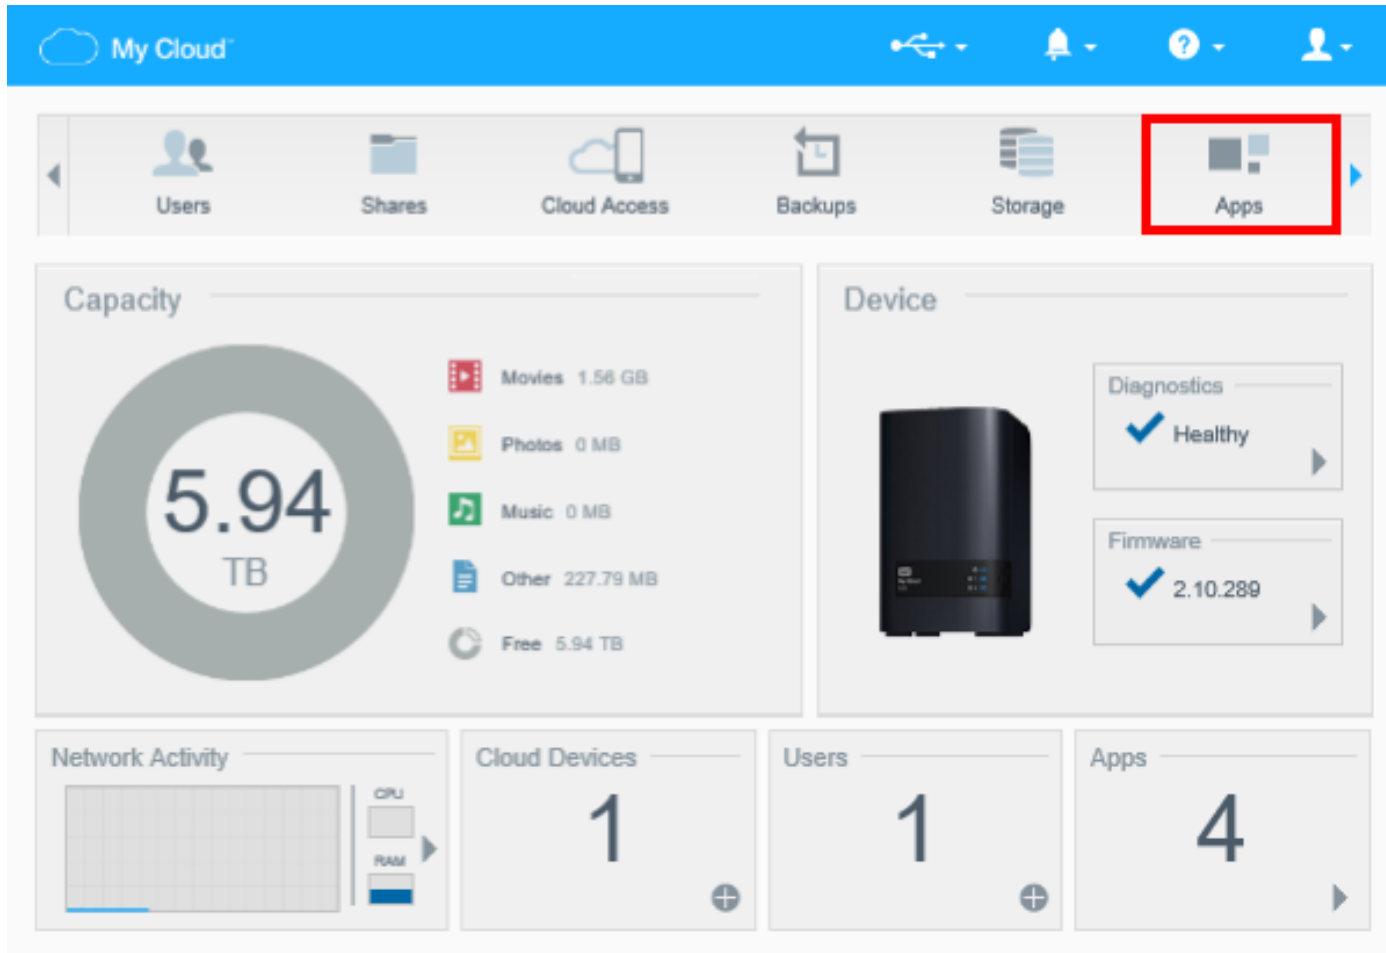 My Cloud™
Users
Shares
Cloud Access
Backups
Storage
Apps
Capacity
5.94
TB
Movies 1.56 GB
Photos 0 MB
Music 0 MB
Other 227.79 MB
Free 5.94 TB
Device
Diagnostics
Healthy
Firmware
2.10.289
Network Activity
CPU
RAM
Cloud Devices
1
Users
1
Apps
4